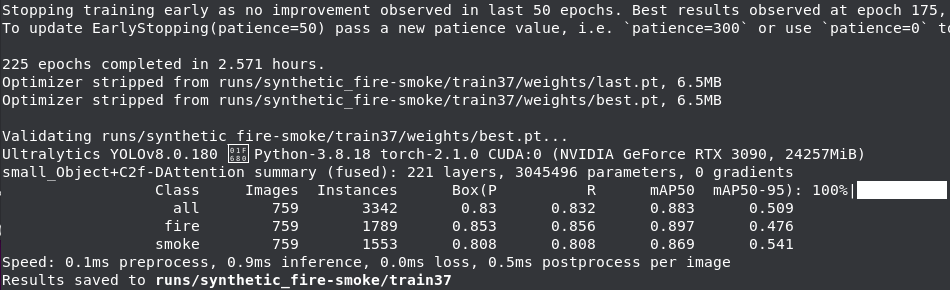 Stopping training early as no improvement observed in last 50 epochs. Best results observed at epoch 175,
To update EarlyStopping(patience=50) pass a new patience value, i.e. `patience=300` or use `patience=0` to
225 epochs completed in 2.571 hours.
Optimizer stripped from runs/synthetic_fire-smoke/train37/weights/last.pt, 6.5MB
Optimizer stripped from runs/synthetic_fire-smoke/train37/weights/best.pt, 6.5MB
Validating runs/synthetic_fire-smoke/train37/weights/best.pt...
Ultralytics YOLOv8.0.180 🚀 Python-3.8.18 torch-2.1.0 CUDA:0 (NVIDIA GeForce RTX 3090, 24257MiB)
small_Object+C2f-DAttention summary (fused): 221 layers, 3045496 parameters, 0 gradients
Class Images Instances Box(P R mAP50 mAP50-95): 100%|
all 759 3342 0.83 0.832 0.883 0.509
fire 759 1789 0.853 0.856 0.897 0.476
smoke 759 1553 0.808 0.808 0.869 0.541
Speed: 0.1ms preprocess, 0.9ms inference, 0.0ms loss, 0.5ms postprocess per image
Results saved to runs/synthetic_fire-smoke/train37